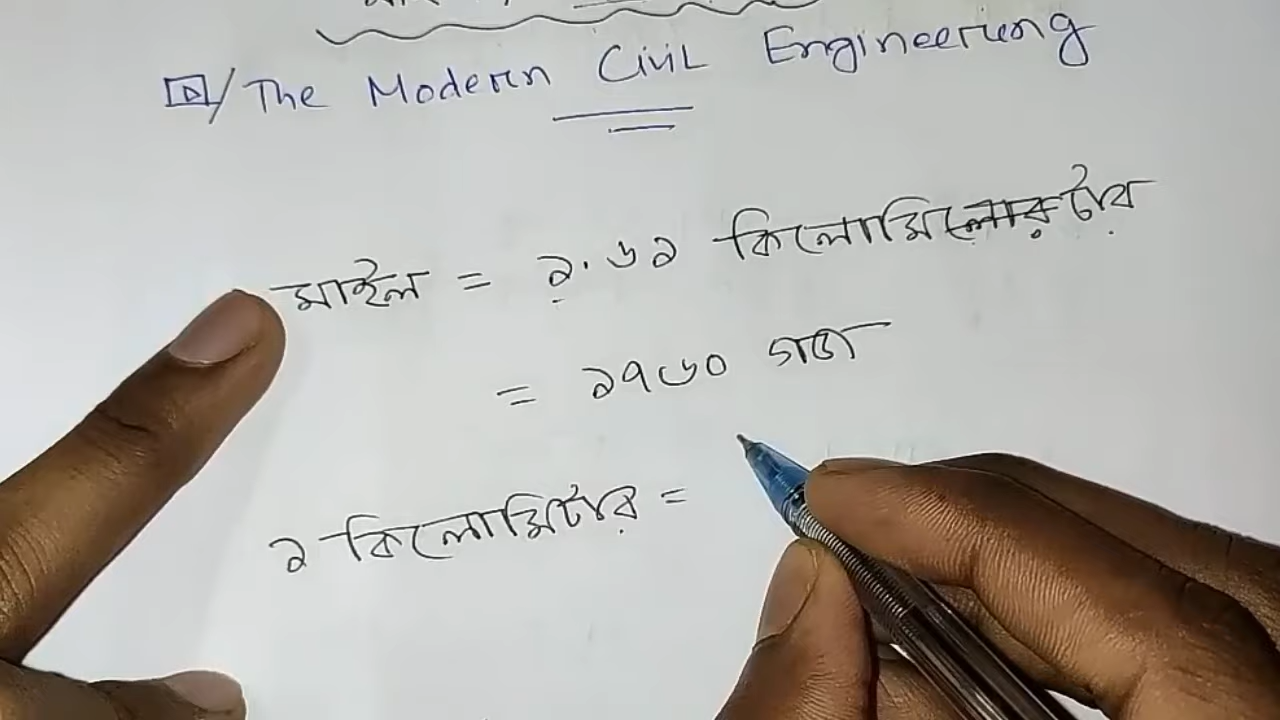 The Modern Civil Engineering
মাইল = ১.৬১ কিলোমিটার
= ১৭৬০ গজ
১ কিলোমিটার =